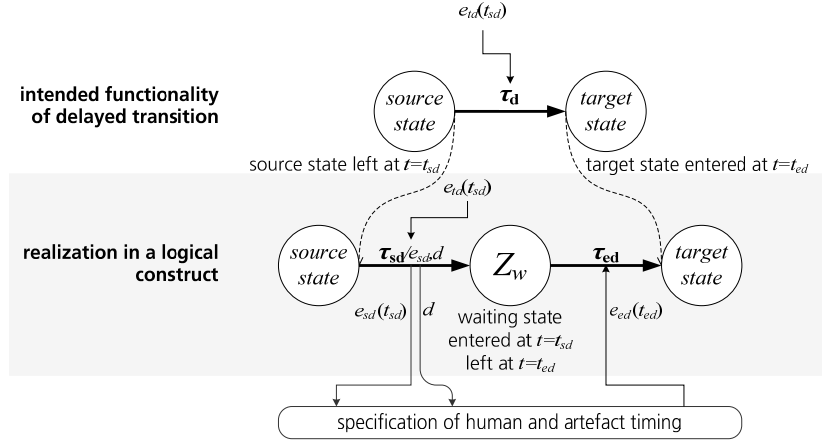 e_td(t_sd)
intended functionality
of delayed transition
source
state
τ_d
target
state
source state left at t=t_sd
target state entered at t=t_ed
e_td(t_sd)
realization in a logical
construct
source
state
τ_sd/e_sd,d
Z_w
τ_ed
target
state
e_sd(t_sd)
d
waiting state
entered at t=t_sd
left at t=t_ed
e_ed(t_ed)
specification of human and artefact timing